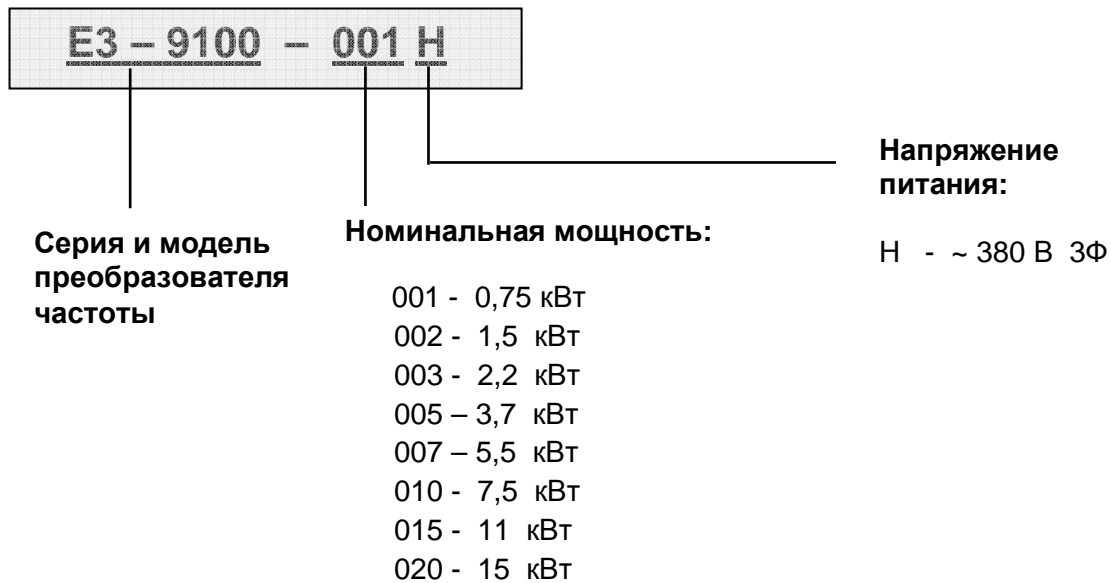 Е3 – 9100 – 001 Н
Серия и модель
преобразователя
частоты
Номинальная мощность:
001 - 0,75 кВт
002 - 1,5 кВт
003 - 2,2 кВт
005 – 3,7 кВт
007 – 5,5 кВт
010 - 7,5 кВт
015 - 11 кВт
020 - 15 кВт
Напряжение
питания:
Н - ~ 380 В 3Ф